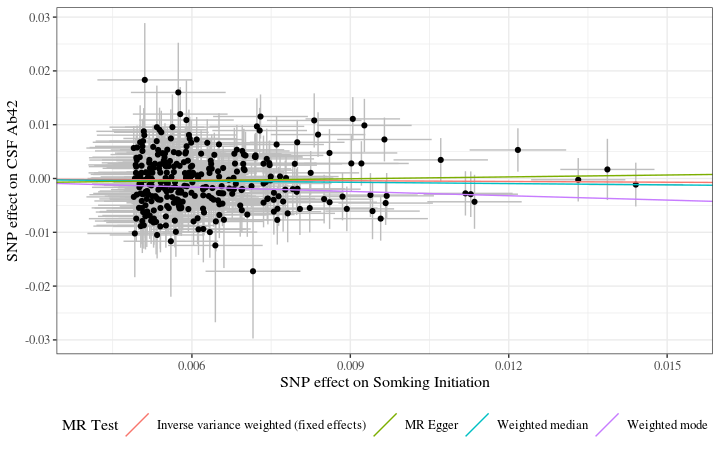 0.03
0.02
0.01
0.00
-0.01
-0.02
-0.03
SNP effect on CSF Ab42
0.006 0.009 0.012 0.015
SNP effect on Somking Initiation
MR Test Inverse variance weighted (fixed effects) MR Egger Weighted median Weighted mode